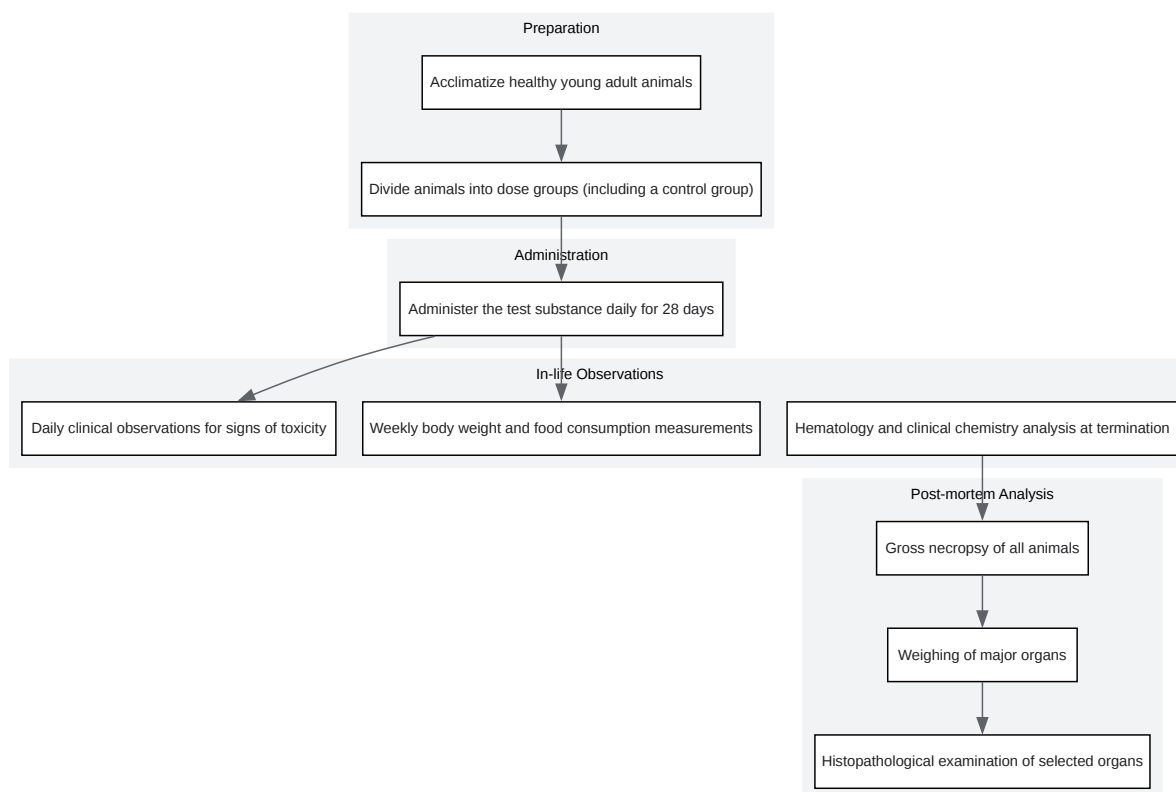 Preparation
Acclimatize healthy young adult animals
Divide animals into dose groups (including a control group)
Administration
Administer the test substance daily for 28 days
In-life Observations
Daily clinical observations for signs of toxicity
Weekly body weight and food consumption measurements
Hematology and clinical chemistry analysis at termination
Post-mortem Analysis
Gross necropsy of all animals
Weighing of major organs
Histopathological examination of selected organs